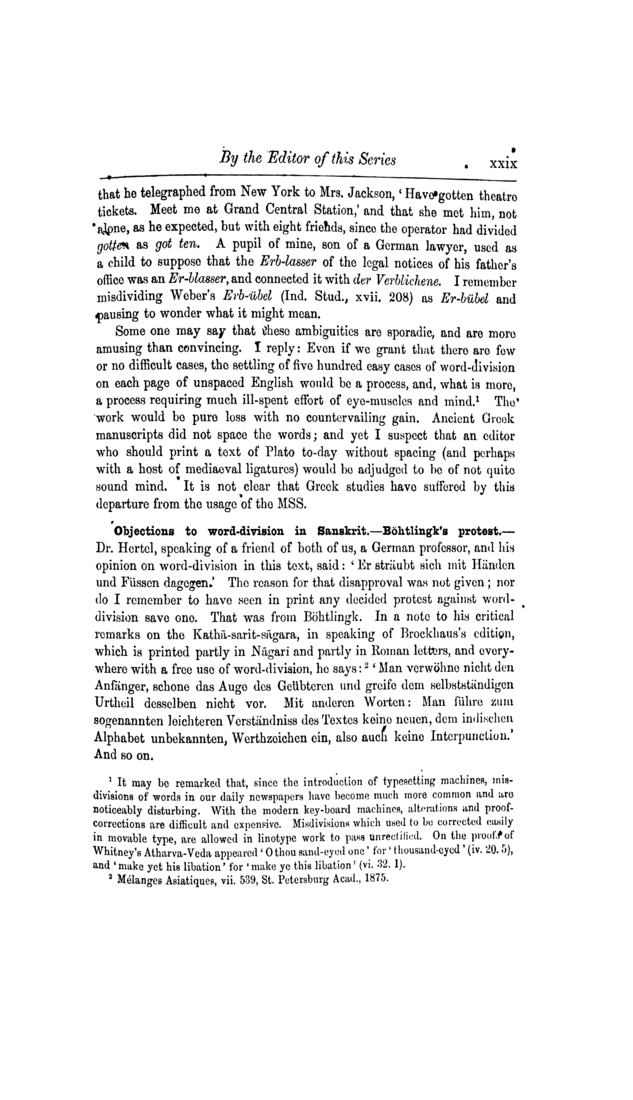 By the Editor of this Series xxix
that he telegraphed from New York to Mrs. Jackson, ‘Have gotten theatre
tickets. Meet me at Grand Central Station,’ and that she met him, not
alone, as he expected, but with eight friends, since the operator had divided
gotten as got ten. A pupil of mine, son of a German lawyer, used as
a child to suppose that the Erb-lasser of the legal notices of his father's
office was an Er-blasser, and connected it with der Verblichene. I remember
misdividing Weber's Erb-übel (Ind. Stud., xvii. 208) as Er-bübel and
pausing to wonder what it might mean.
Some one may say that these ambiguities are sporadic, and are more
amusing than convincing. I reply: Even if we grant that there are few
or no difficult cases, the settling of five hundred easy cases of word-division
on each page of unspaced English would be a process, and, what is more,
a process requiring much ill-spent effort of eye-muscles and mind.¹ The
work would be pure loss with no countervailing gain. Ancient Greek
manuscripts did not space the words; and yet I suspect that an editor
who should print a text of Plato to-day without spacing (and perhaps
with a host of mediaeval ligatures) would be adjudged to be of not quite
sound mind. It is not clear that Greek studies have suffered by this
departure from the usage of the MSS.
Objections to word-division in Sanskrit.—Böhtlingk's protest.—
Dr. Hertel, speaking of a friend of both of us, a German professor, and his
opinion on word-division in this text, said: ‘Er sträubt sich mit Händen
und Füssen dagegen.’ The reason for that disapproval was not given; nor
do I remember to have seen in print any decided protest against word-
division save one. That was from Böhtlingk. In a note to his critical
remarks on the Kathā-sarit-sāgara, in speaking of Brockhaus's edition,
which is printed partly in Nāgarī and partly in Roman letters, and every-
where with a free use of word-division, he says:² ‘Man verwöhne nicht den
Anfänger, schone das Auge des Geübteren und greife dem selbstständigen
Urtheil desselben nicht vor. Mit anderen Worten: Man führe zum
sogenannten leichteren Verständniss des Textes keine neuen, dem indischen
Alphabet unbekannten, Werthzeichen ein, also auch keine Interpunction.’
And so on.
¹ It may be remarked that, since the introduction of typesetting machines, mis-
divisions of words in our daily newspapers have become much more common and are
noticeably disturbing. With the modern key-board machines, alterations and proof-
corrections are difficult and expensive. Misdivisions which used to be corrected easily
in movable type, are allowed in linotype work to pass unrectified. On the proofs of
Whitney's Atharva-Veda appeared ‘O thou sand-eyed one’ for ‘thousand-eyed’ (iv. 20. 5),
and ‘make yet his libation’ for ‘make ye this libation’ (vi. 32. 1).
² Mélanges Asiatiques, vii. 539, St. Petersburg Acad., 1875.